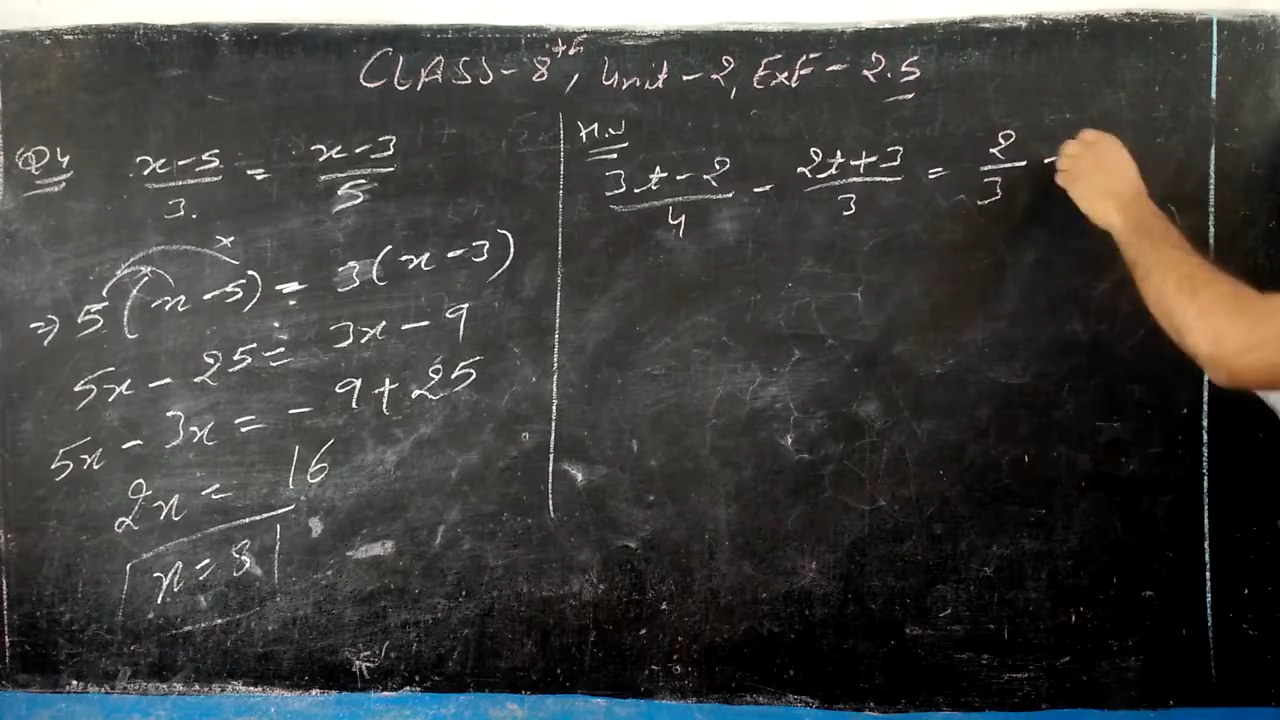 CLASS-8th, Unit-2, ExE-2.5
Q4 x-5/3 = x-3/5
=> 5(x-5) = 3(x-3)
5x - 25 = 3x - 9
5x - 3x = - 9 + 25
2x = 16
x = 8
H.W
3t-2/4 - 2t+3/3 = 2/3 -